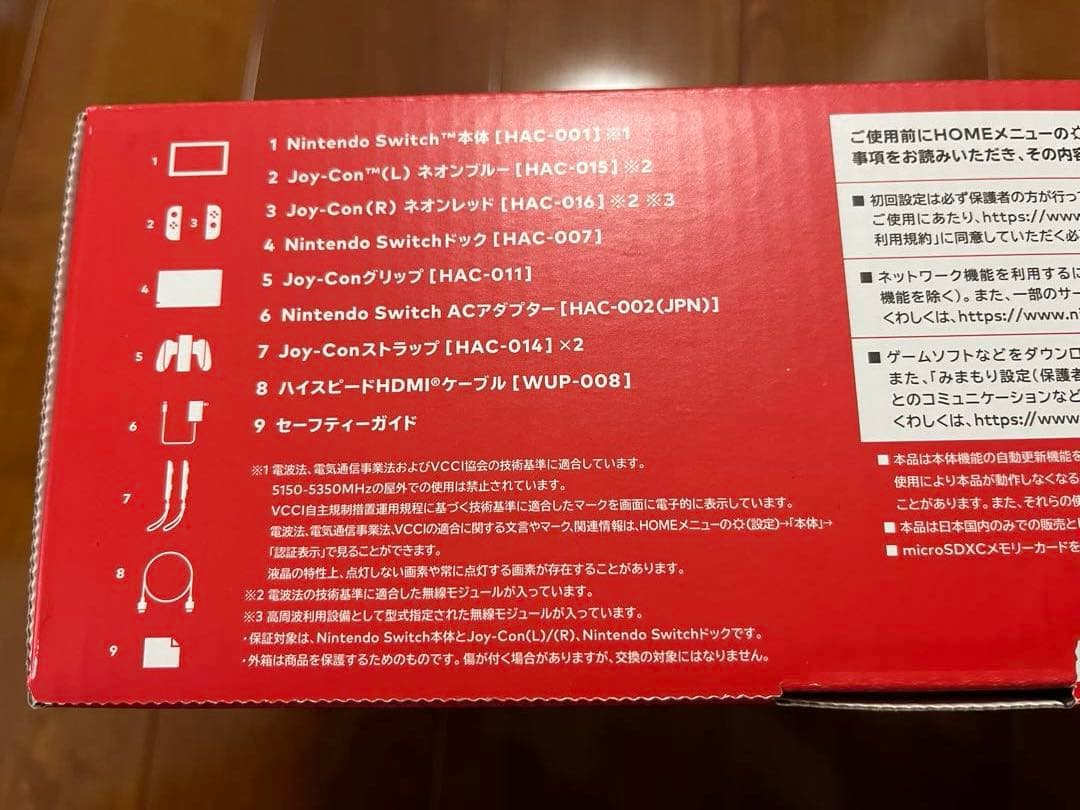 1 Nintendo Switch™本体 [HAC-001] ※1
2 Joy-Con™(L) ネオンブルー [HAC-015] ※2
3 Joy-Con(R) ネオンレッド [HAC-016] ※2 ※3
4 Nintendo Switchドック [HAC-007]
5 Joy-Conグリップ [HAC-011]
6 Nintendo Switch ACアダプター [HAC-002(JPN)]
7 Joy-Conストラップ [HAC-014] ×2
8 ハイスピードHDMI®ケーブル [WUP-008]
9 セーフティーガイド
1
2
3
4
5
6
7
8
9
※1 電波法、電気通信事業法およびVCCI協会の技術基準に適合しています。
5150-5350MHzの屋外での使用は禁止されています。
VCCI自主規制措置運用規程に基づく技術基準に適合したマークを画面に電子的に表示しています。
電波法、電気通信事業法、VCCIの適合に関する文言やマーク、関連情報は、HOMEメニューの(設定)→「本体」→
「認証表示」で見ることができます。
液晶の特性上、点灯しない画素や常に点灯する画素が存在することがあります。
※2 電波法の技術基準に適合した無線モジュールが入っています。
※3 高周波利用設備として型式指定された無線モジュールが入っています。
・保証対象は、Nintendo Switch本体とJoy-Con(L)/(R)、Nintendo Switchドックです。
・外箱は商品を保護するためのものです。傷が付く場合がありますが、交換の対象にはなりません。
ご使用前にHOMEメニューの
事項をお読みいただき、その内容
■ 初回設定は必ず保護者の方が行っ
ご使用にあたり、https://www
利用規約」に同意していただく必
■ ネットワーク機能を利用するに
機能を除く)。また、一部のサー
くわしくは、https://www.n
■ ゲームソフトなどをダウンロ
また、「みまもり設定(保護者
とのコミュニケーションなど
くわしくは、https://www
■ 本品は本体機能の自動更新機能を
使用により本品が動作しなくなる
ことがあります。また、それらの使
■ 本品は日本国内のみでの販売と
■ microSDXCメモリーカードを